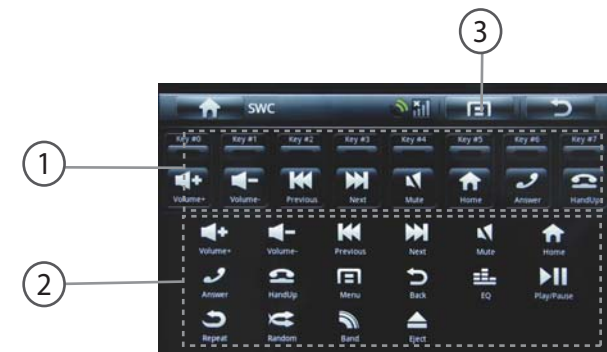 3
SWC
1
Key #0 Key #1 Key #2 Key #3 Key #4 Key #5 Key #6 Key #7
Volume+ Volume- Previous Next Mute Home Answer HandUp
2
Volume+ Volume- Previous Next Mute Home
Answer HandUp Menu Back EQ Play/Pause
Repeat Random Band Eject